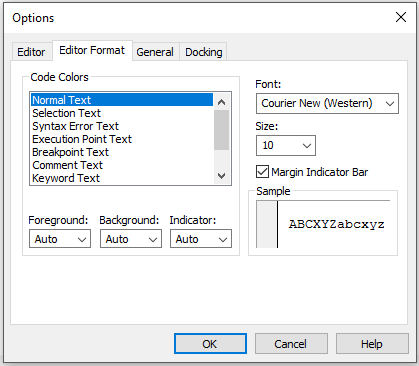 Options
Editor Editor Format General Docking
Code Colors
Normal Text
Selection Text
Syntax Error Text
Execution Point Text
Breakpoint Text
Comment Text
Keyword Text
Foreground: Background: Indicator:
Auto Auto Auto
Font:
Courier New (Western)
Size:
10
Margin Indicator Bar
Sample
ABCXYZabcxyz
OK Cancel Help